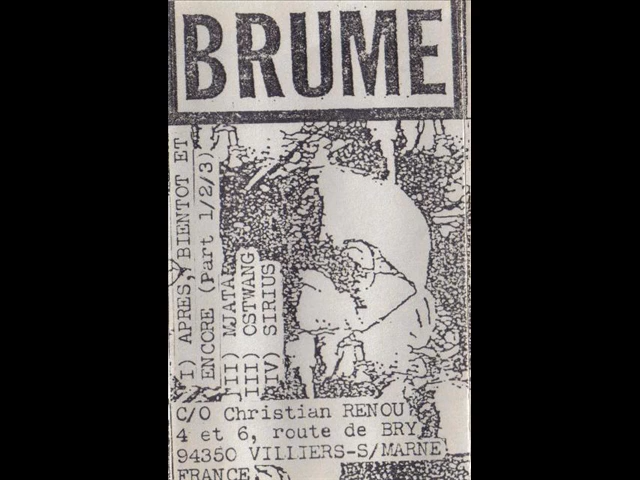 BRUME
I) APRES, BIENTOT ET
ENCORE (Part 1/2/3)
II) MJATA
III) OSTWANG
IV) SIRIUS
C/O Christian RENOU
4 et 6, route de BRY
94350 VILLIERS-S/MARNE
FRANCE